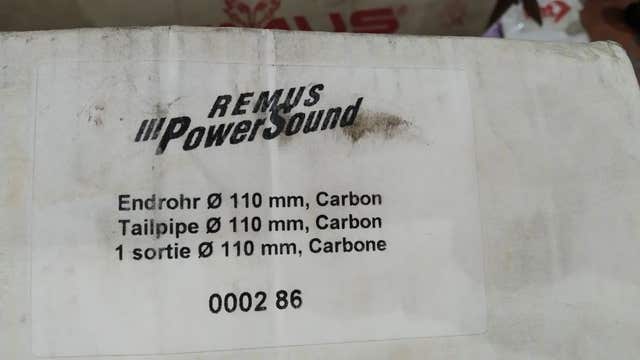 REMUS
PowerSound
Endrohr Ø 110 mm, Carbon
Tailpipe Ø 110 mm, Carbon
1 sortie Ø 110 mm, Carbone
0002 86